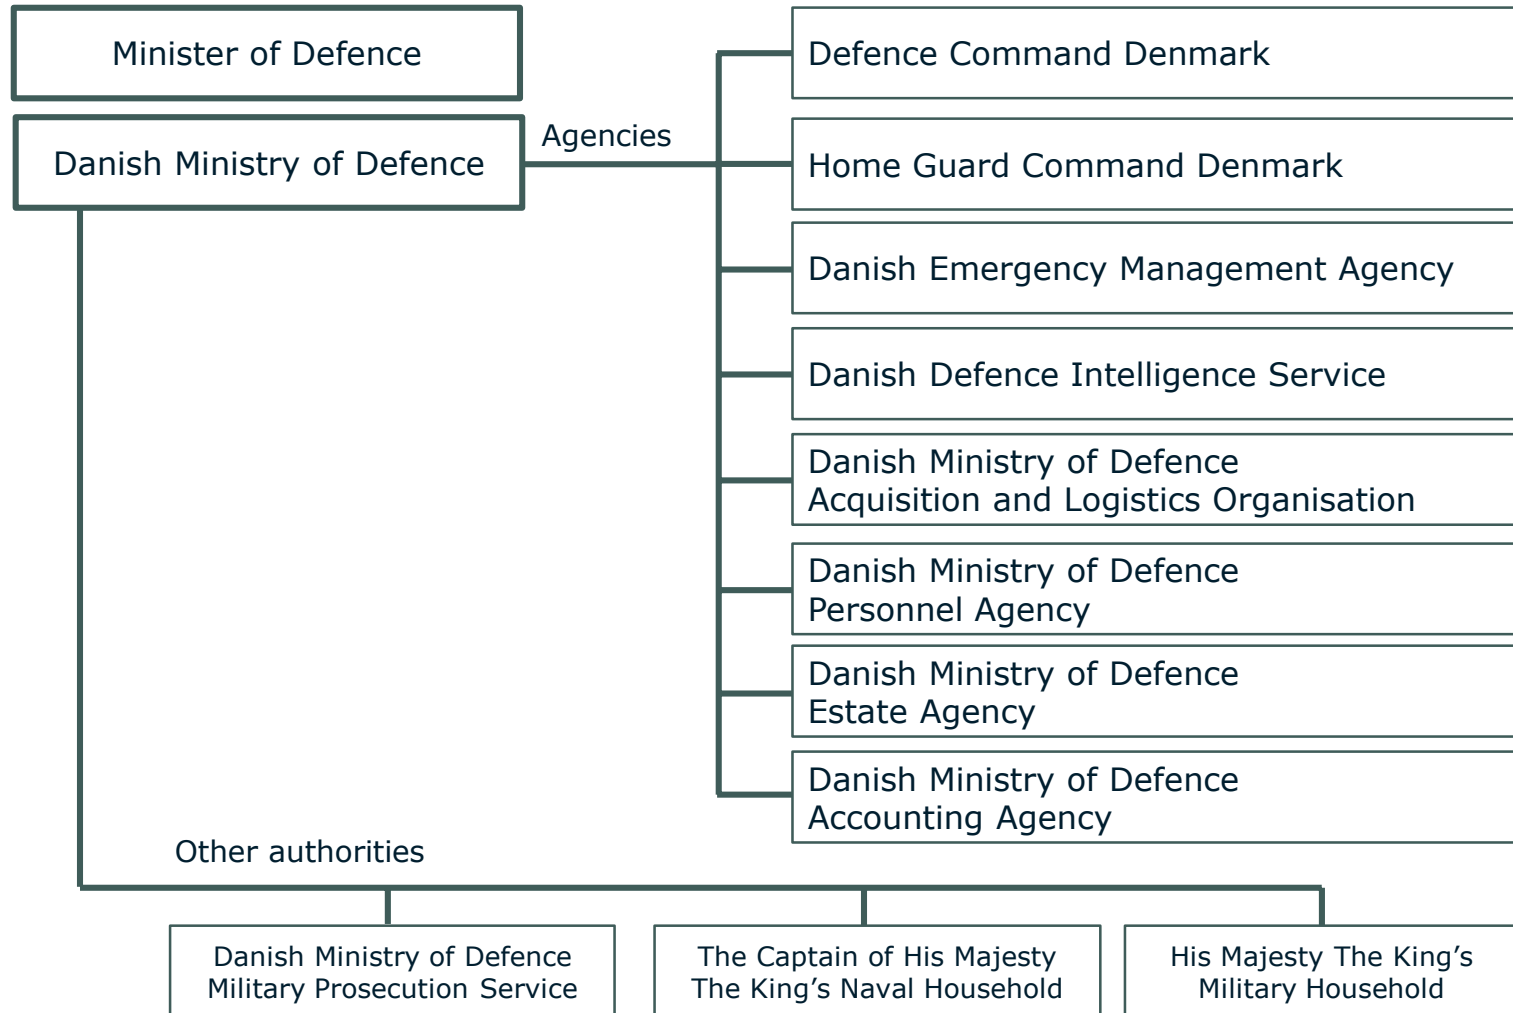 Minister of Defence
Danish Ministry of Defence
Agencies
Defence Command Denmark
Home Guard Command Denmark
Danish Emergency Management Agency
Danish Defence Intelligence Service
Danish Ministry of Defence
Acquisition and Logistics Organisation
Danish Ministry of Defence
Personnel Agency
Danish Ministry of Defence
Estate Agency
Danish Ministry of Defence
Accounting Agency
Other authorities
Danish Ministry of Defence
Military Prosecution Service
The Captain of His Majesty
The King’s Naval Household
His Majesty The King’s
Military Household